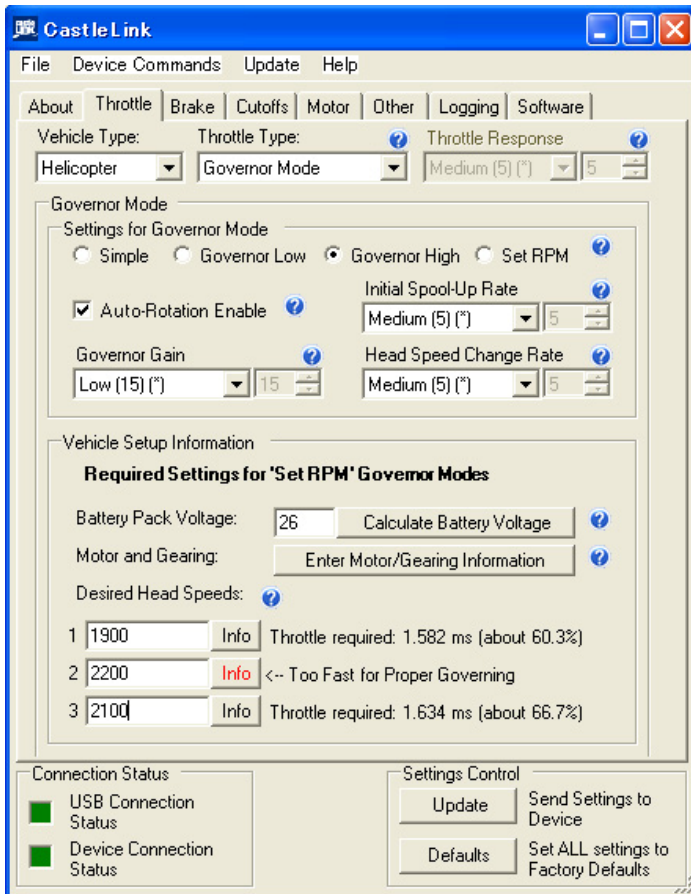 CastleLink
File Device Commands Update Help
About Throttle Brake Cutoffs Motor Other Logging Software
Vehicle Type: Throttle Type: Throttle Response
Helicopter Governor Mode Medium (5) (*) 5
Governor Mode
Settings for Governor Mode
Simple Governor Low Governor High Set RPM
Initial Spool-Up Rate
Auto-Rotation Enable Medium (5) (*) 5
Governor Gain Head Speed Change Rate
Low (15) (*) 15 Medium (5) (*) 5
Vehicle Setup Information
Required Settings for 'Set RPM' Governor Modes
Battery Pack Voltage: 26 Calculate Battery Voltage
Motor and Gearing: Enter Motor/Gearing Information
Desired Head Speeds:
1 1900 Info Throttle required: 1.582 ms (about 60.3%)
2 2200 Info <-- Too Fast for Proper Governing
3 2100 Info Throttle required: 1.634 ms (about 66.7%)
Connection Status
USB Connection
Status
Device Connection
Status
Settings Control
Update Send Settings to
Device
Defaults Set ALL settings to
Factory Defaults